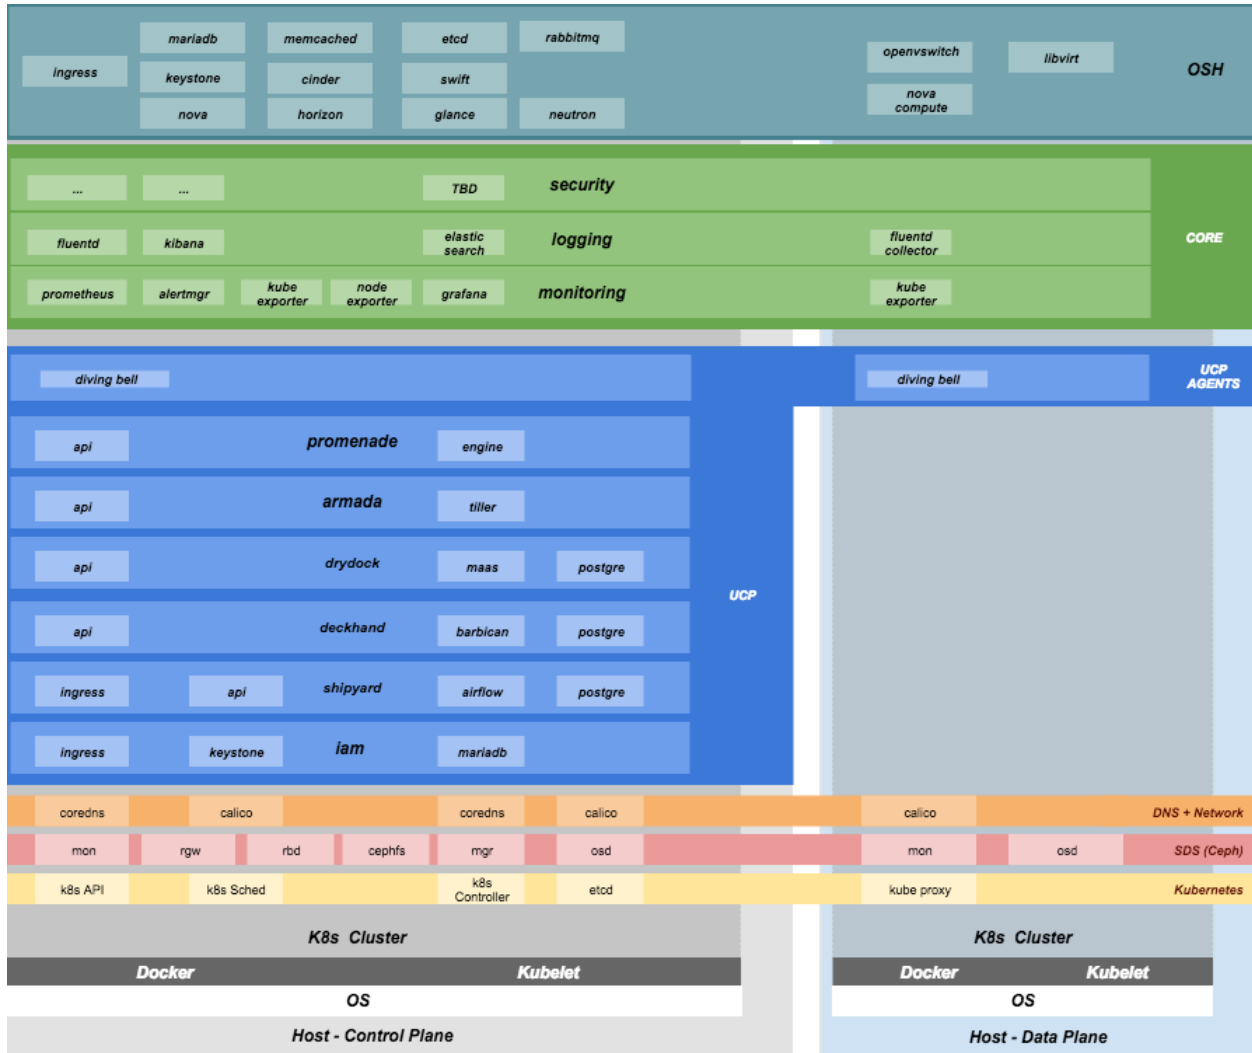 mariadb
memcached
etcd
rabbitmq
openvswitch
libvirt
ingress
keystone
cinder
swift
OSH
nova
compute
nova
horizon
glance
neutron
...
...
TBD
security
fluentd
kibana
elastic
search
logging
fluentd
collector
CORE
prometheus
alertmgr
kube
exporter
node
exporter
grafana
monitoring
kube
exporter
diving bell
diving bell
UCP
AGENTS
api
promenade
engine
api
armada
tiller
api
drydock
maas
postgre
UCP
api
deckhand
barbican
postgre
ingress
api
shipyard
airflow
postgre
ingress
keystone
iam
mariadb
coredns
calico
coredns
calico
calico
DNS + Network
mon
rgw
rbd
cephfs
mgr
osd
mon
osd
SDS (Ceph)
k8s API
k8s Sched
k8s
Controller
etcd
kube proxy
Kubernetes
K8s Cluster
K8s Cluster
Docker
Kubelet
Docker
Kubelet
OS
OS
Host - Control Plane
Host - Data Plane